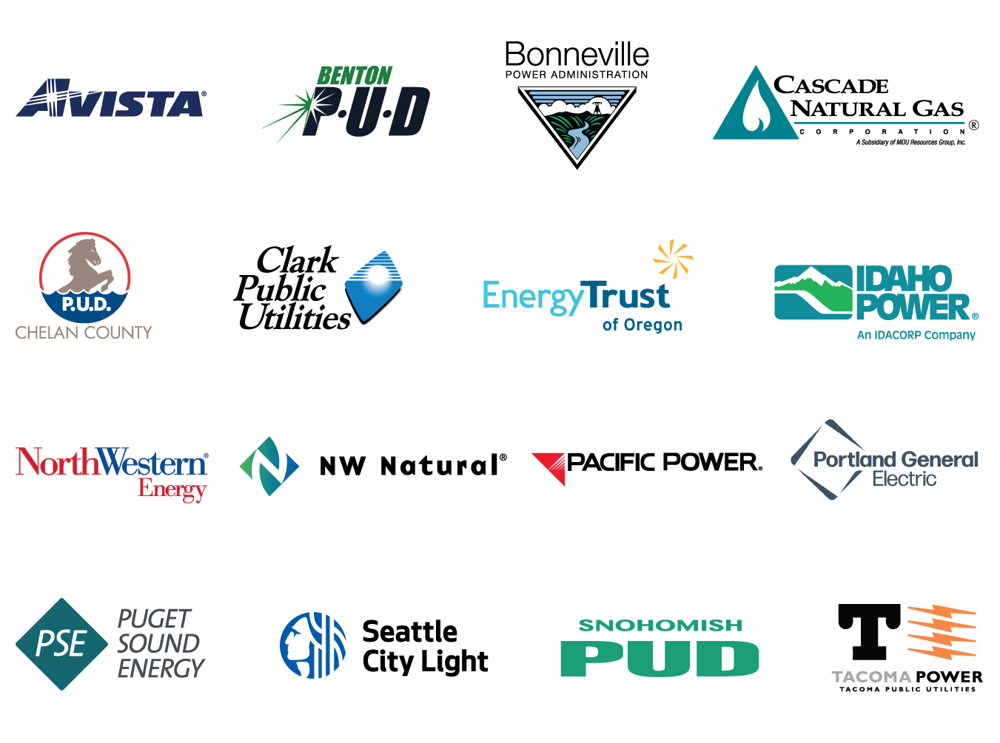 AVISTA®
BENTON
P·U·D
Bonneville
POWER ADMINISTRATION
CASCADE
NATURAL GAS
CORPORATION®
A Subsidiary of MDU Resources Group, Inc.
P.U.D.
CHELAN COUNTY
Clark
Public
Utilities
EnergyTrust
of Oregon
IDAHO
POWER®
An IDACORP Company
NorthWestern®
Energy
NW Natural®
PACIFIC POWER®
Portland General
Electric
PSE
PUGET
SOUND
ENERGY
Seattle
City Light
SNOHOMISH
PUD
T
TACOMA POWER
TACOMA PUBLIC UTILITIES